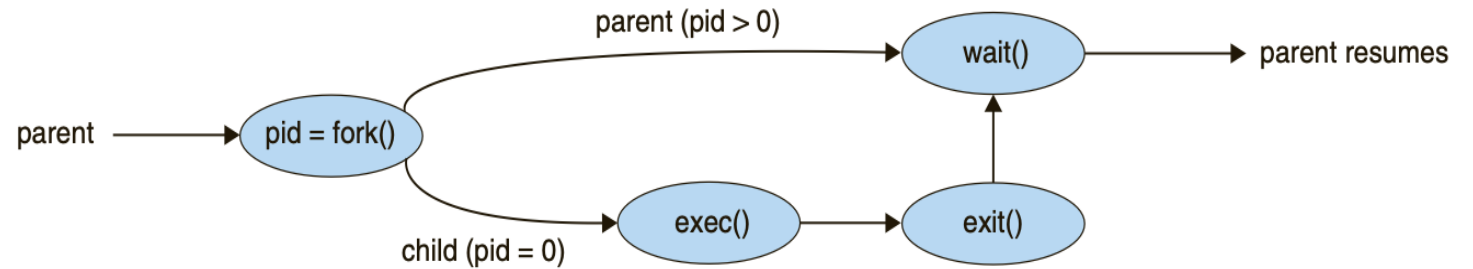 parent (pid > 0)
wait()
parent resumes
parent
pid = fork()
exec()
exit()
child (pid = 0)